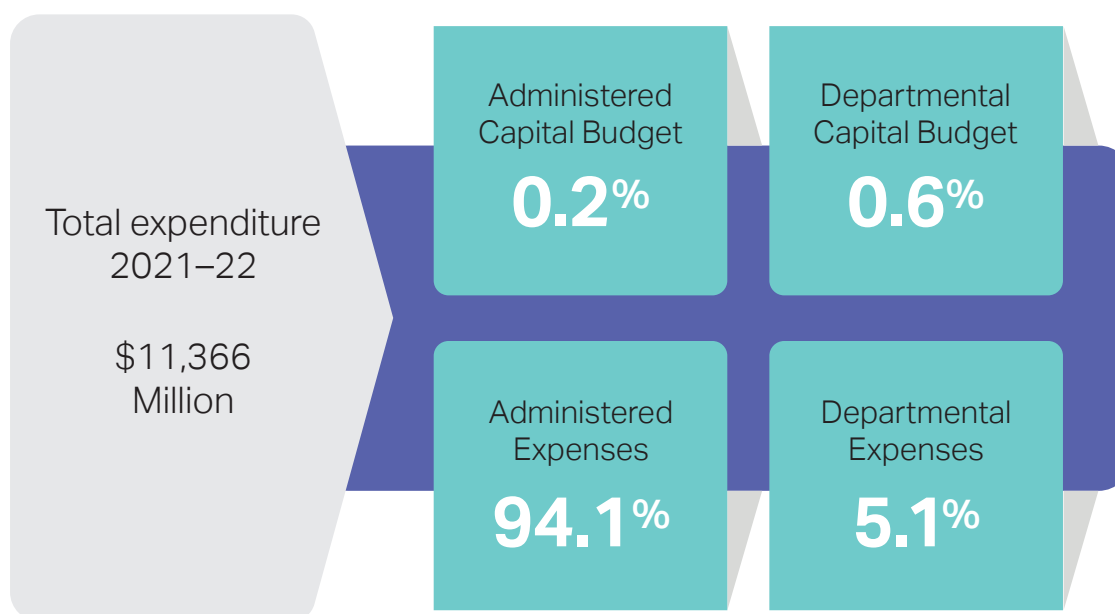 Total expenditure
2021–22
$11,366
Million
Administered
Capital Budget
0.2%
Departmental
Capital Budget
0.6%
Administered
Expenses
94.1%
Departmental
Expenses
5.1%